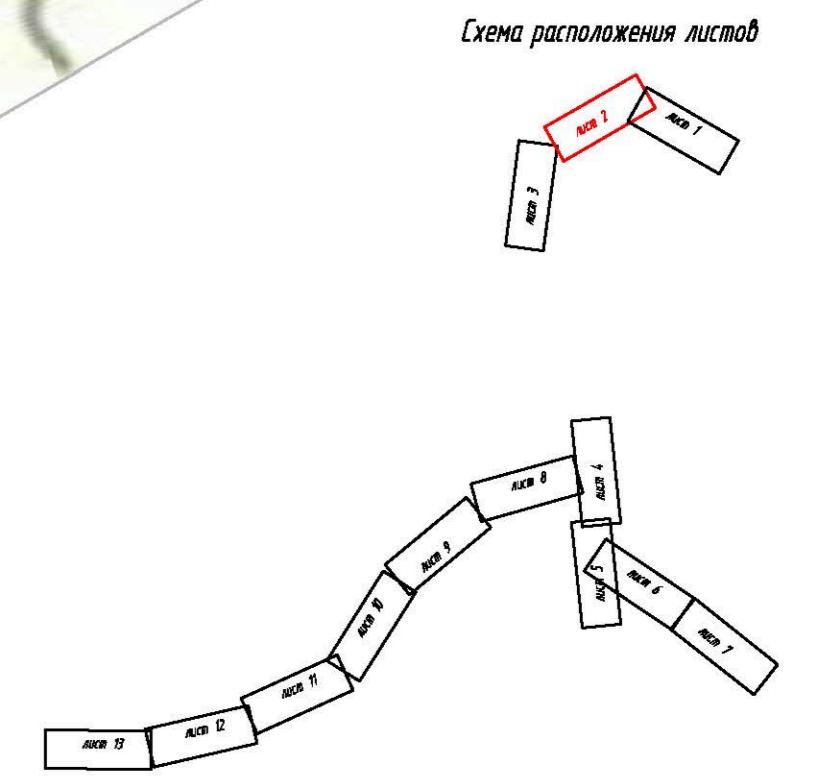 Схема расположения листов
лист 2
лист 1
лист 3
лист 4
лист 8
лист 9
лист 5
лист 6
лист 10
лист 7
лист 11
лист 12
лист 13